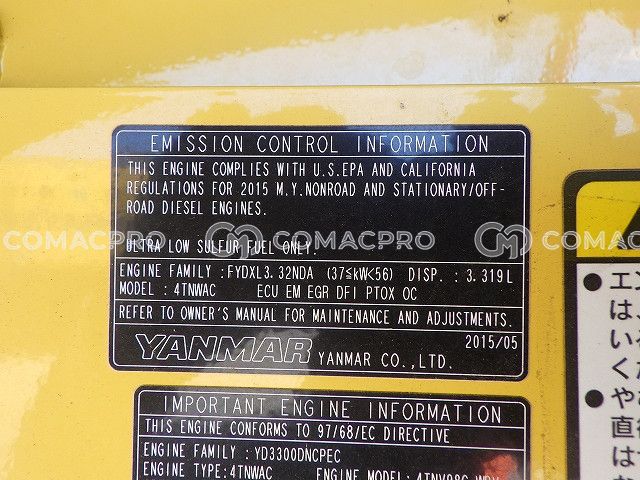 EMISSION CONTROL INFORMATION
THIS ENGINE COMPLIES WITH U.S.EPA AND CALIFORNIA
REGULATIONS FOR 2015 M.Y.NONROAD AND STATIONARY/OFF-
ROAD DIESEL ENGINES.
COMACPRO COMACPRO COMACPRO
ULTRA LOW SULFUR FUEL ONLY.
ENGINE FAMILY : FYDXL3.32NDA (37≦kW<56) DISP. : 3.319L
MODEL : 4TNWAC ECU EM EGR DFI PTOX OC
REFER TO OWNER'S MANUAL FOR MAINTENANCE AND ADJUSTMENTS.
2015/05
YANMAR YANMAR CO.,LTD.
IMPORTANT ENGINE INFORMATION
THIS ENGINE CONFORMS TO 97/68/EC DIRECTIVE
ENGINE FAMILY : YD3300DNCPEC
ENGINE TYPE:4TNWAC ENGINE MODEL: